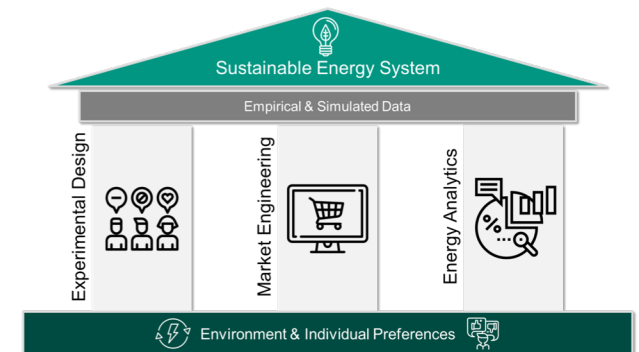 Sustainable Energy System
Empirical & Simulated Data
Experimental Design
Market Engineering
Energy Analytics
%
Environment & Individual Preferences